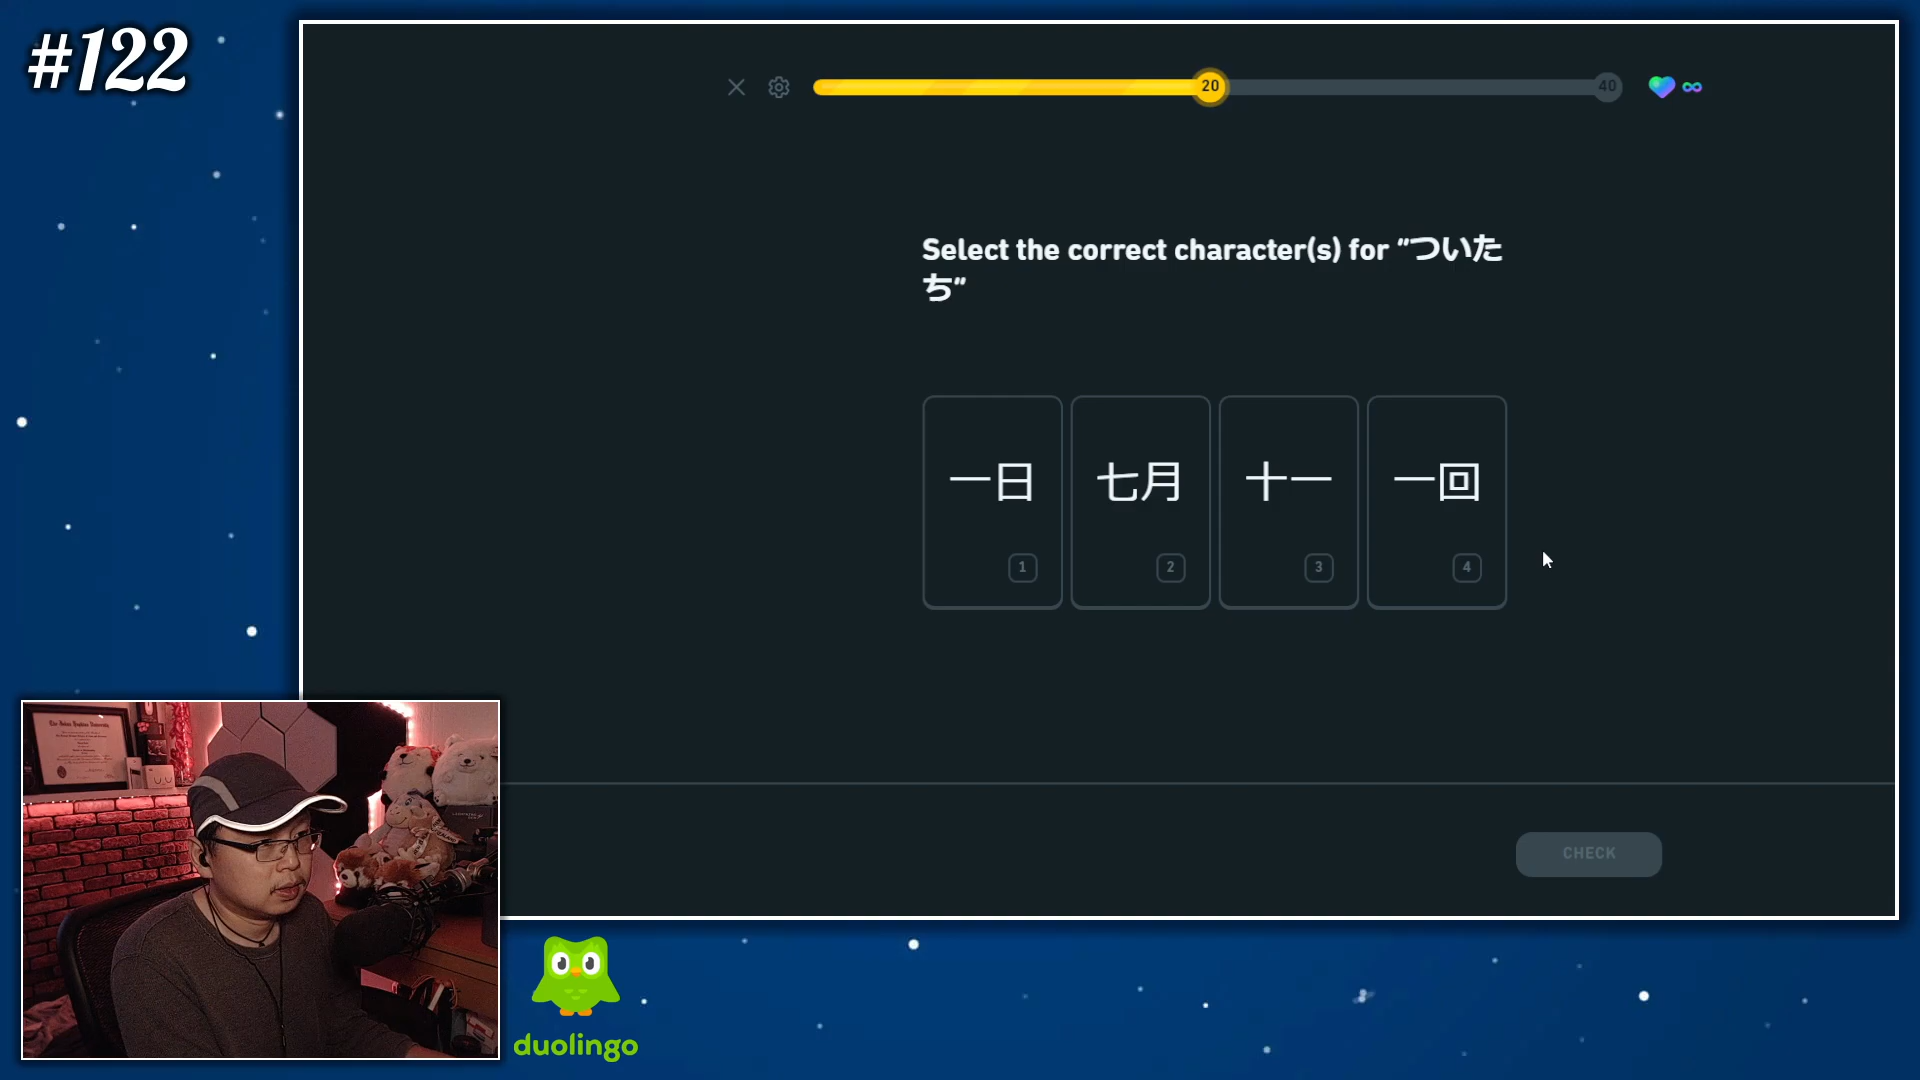 #122
20
40
Select the correct character(s) for "ついた
ち"
一日
七月
十一
一回
1
2
3
4
CHECK
duolingo